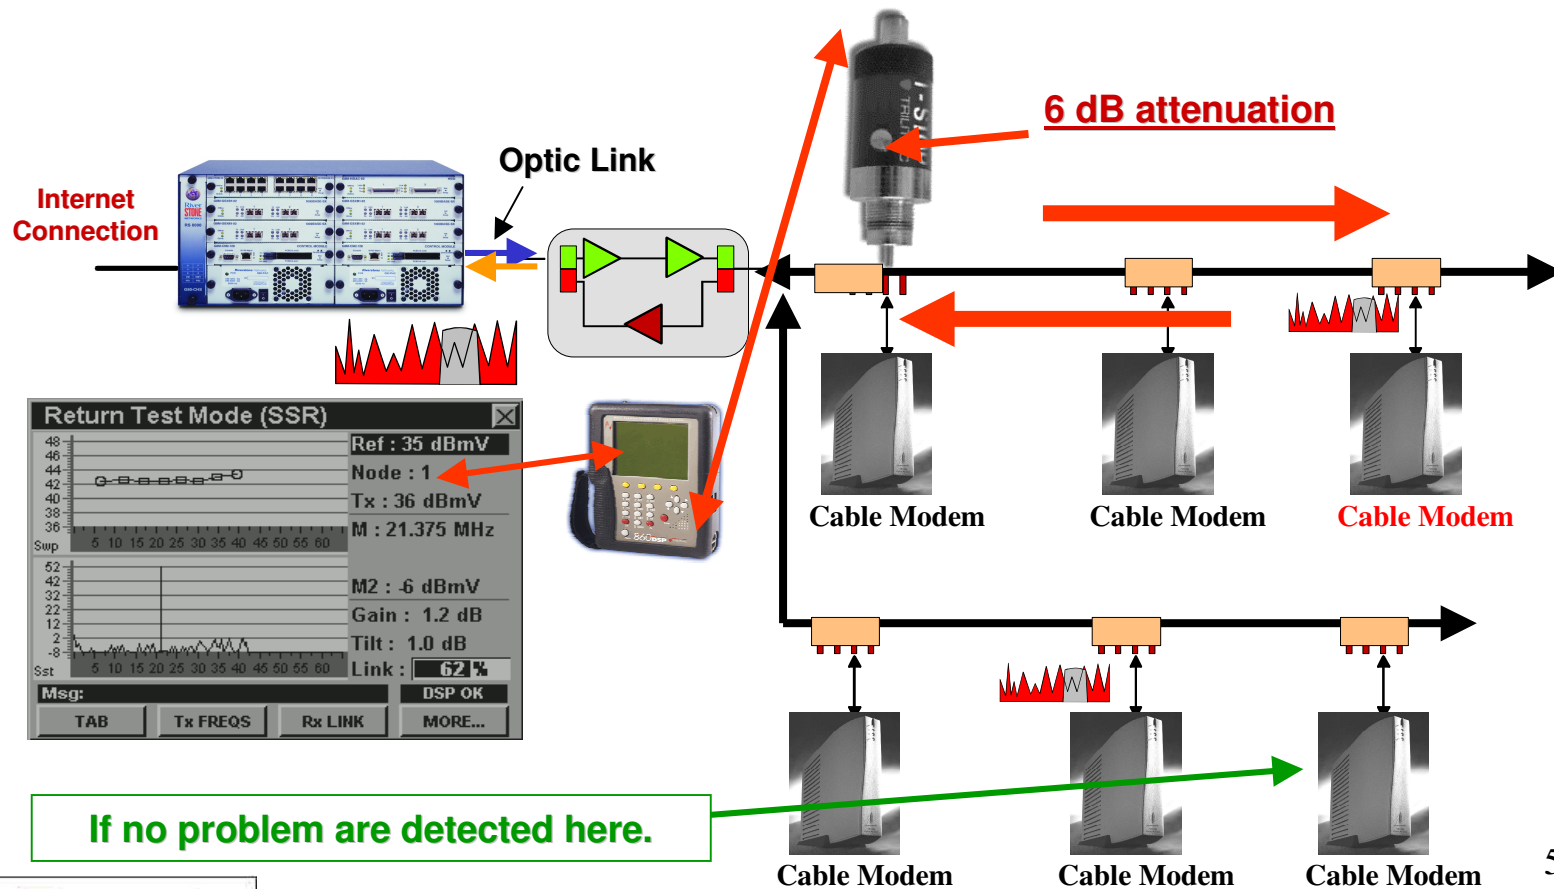 6 dB attenuation
Optic Link
Internet
Connection
River
STONE
Return Test Mode (SSR)
48
46
44
42
40
38
36
Swp
5 10 15 20 25 30 35 40 45 50 55 60
Ref : 35 dBmV
Node : 1
Tx : 36 dBmV
M : 21.375 MHz
52
42
32
22
12
2
-8
Sst
5 10 15 20 25 30 35 40 45 50 55 60
M2 : -6 dBmV
Gain : 1.2 dB
Tilt : 1.0 dB
Link : 62 %
Msg:
DSP OK
TAB
Tx FREQS
Rx LINK
MORE...
860DSP
Cable Modem
Cable Modem
Cable Modem
If no problem are detected here.
Cable Modem
Cable Modem
Cable Modem
5